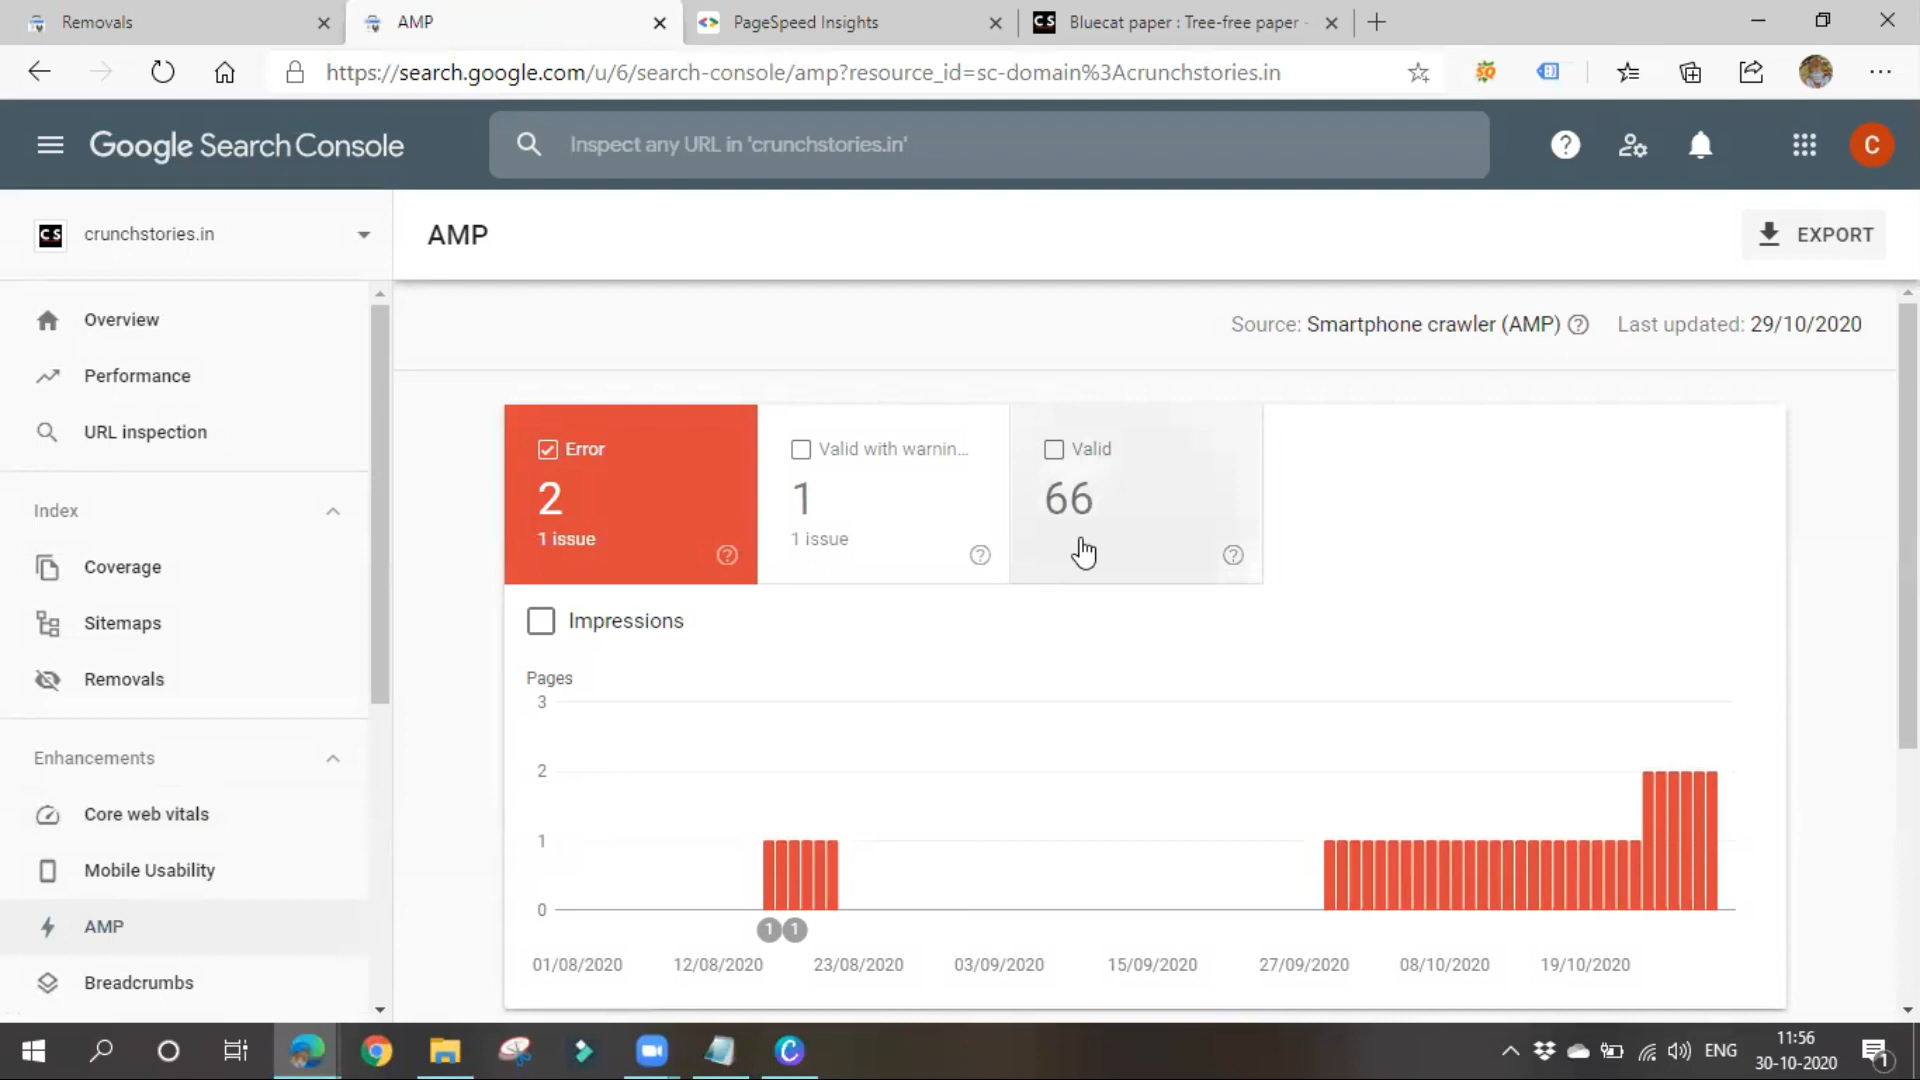 Removals
AMP
PageSpeed Insights
Bluecat paper : Tree-free paper -
https://search.google.com/u/6/search-console/amp?resource_id=sc-domain%3Acrunchstories.in
Google Search Console
Inspect any URL in 'crunchstories.in'
C
CS crunchstories.in
AMP
EXPORT
Source: Smartphone crawler (AMP)
Last updated: 29/10/2020
Overview
Performance
URL inspection
Index
Coverage
Sitemaps
Removals
Enhancements
Core web vitals
Mobile Usability
AMP
Breadcrumbs
Error
2
1 issue
Valid with warnin...
1
1 issue
Valid
66
Impressions
Pages
3
2
1
0
1 1
01/08/2020 12/08/2020 23/08/2020 03/09/2020 15/09/2020 27/09/2020 08/10/2020 19/10/2020
ENG
11:56
30-10-2020
1